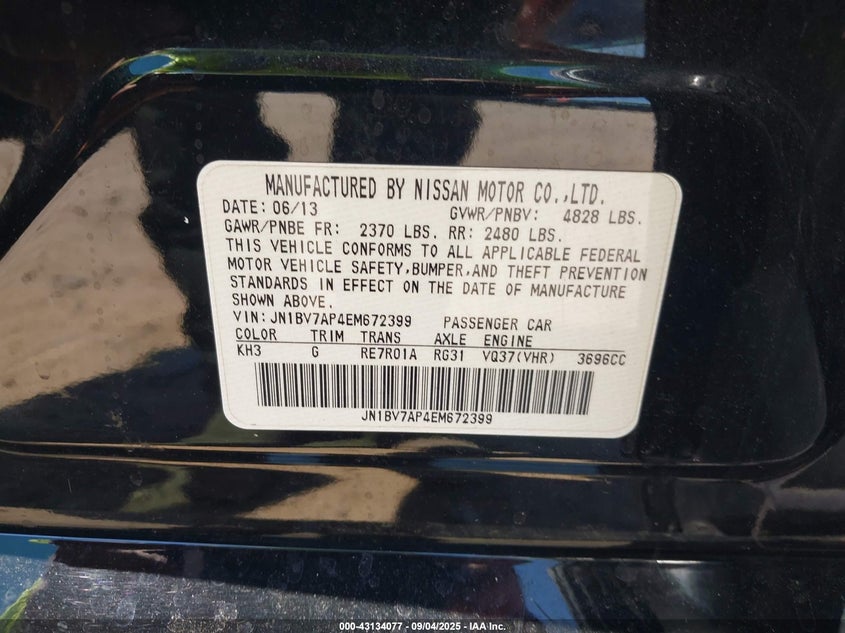 MANUFACTURED BY NISSAN MOTOR CO.,LTD.
DATE: 06/13 GVWR/PNBV: 4828 LBS.
GAWR/PNBE FR: 2370 LBS. RR: 2480 LBS.
THIS VEHICLE CONFORMS TO ALL APPLICABLE FEDERAL
MOTOR VEHICLE SAFETY,BUMPER,AND THEFT PREVENTION
STANDARDS IN EFFECT ON THE DATE OF MANUFACTURE
SHOWN ABOVE.
VIN: JN1BV7AP4EM672399 PASSENGER CAR
COLOR TRIM TRANS AXLE ENGINE
KH3 G RE7R01A RG31 VQ37(VHR) 3696CC
JN1BV7AP4EM672399
000-43134077 - 09/04/2025 - IAA Inc.